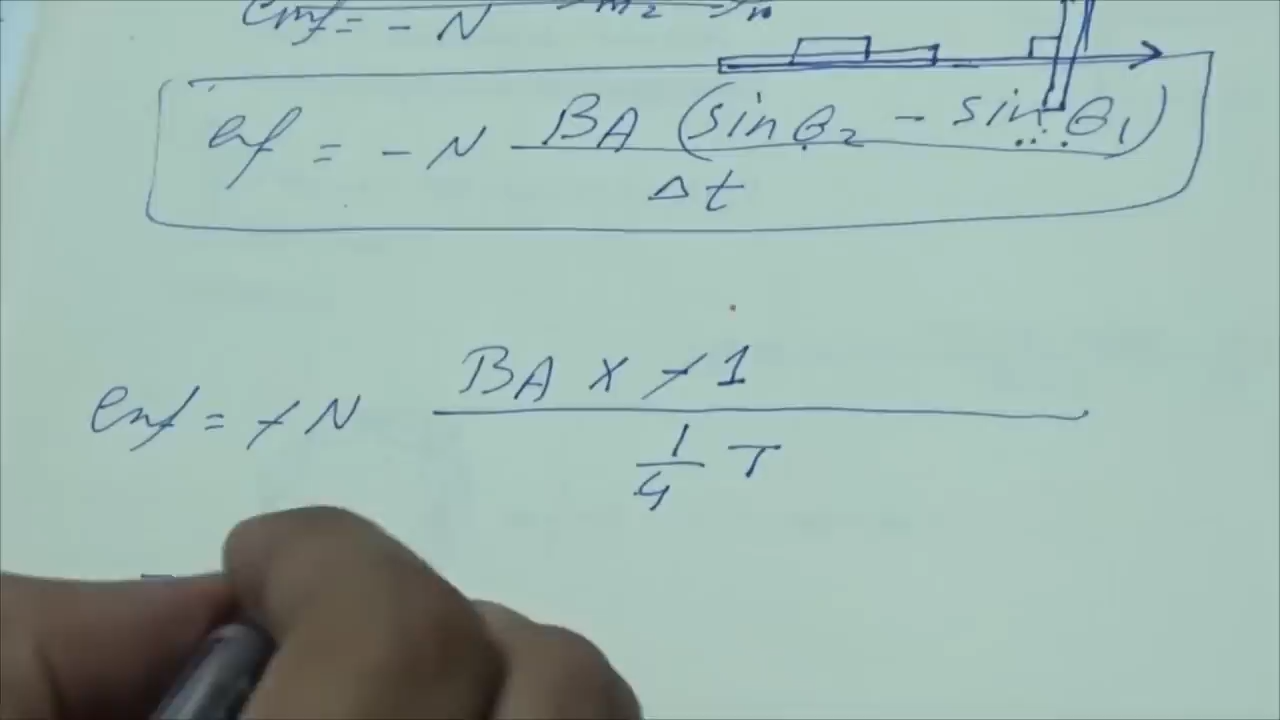 emf = - N
emf = - N BA (sin θ₂ - sin θ₁)
Δt
emf = - N BA × - 1
1/4 T